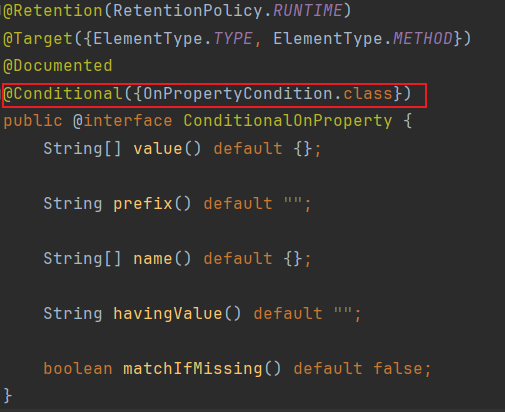 @Retention(RetentionPolicy.RUNTIME)
@Target({ElementType.TYPE, ElementType.METHOD})
@Documented
@Conditional({OnPropertyCondition.class})
public @interface ConditionalOnProperty {
    String[] value() default {};
    String prefix() default "";
    String[] name() default {};
    String havingValue() default "";
    boolean matchIfMissing() default false;
}